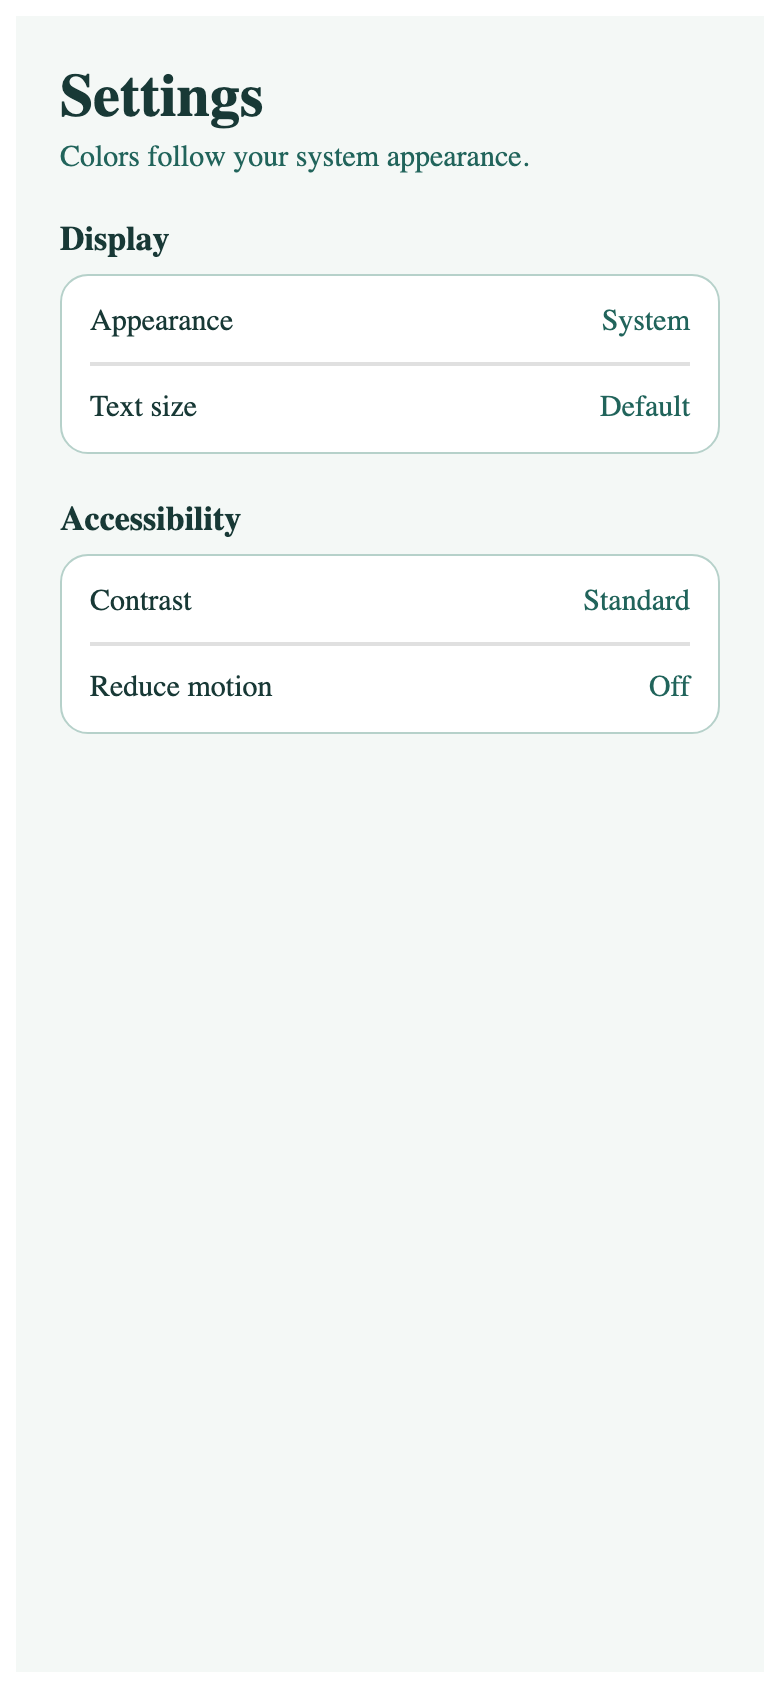 Settings
Colors follow your system appearance.
Display
Appearance System
Text size Default
Accessibility
Contrast Standard
Reduce motion Off